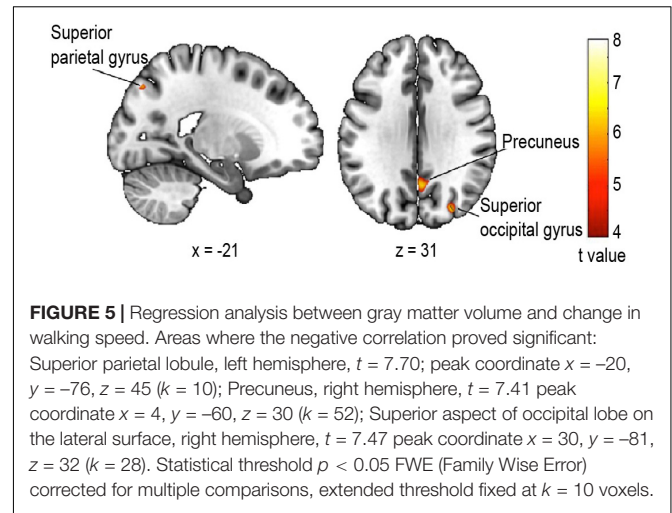 Superior
parietal gyrus
Precuneus
Superior
occipital gyrus
x = -21
z = 31
8
7
6
5
4
t value
FIGURE 5 | Regression analysis between gray matter volume and change in
walking speed. Areas where the negative correlation proved significant:
Superior parietal lobule, left hemisphere, t = 7.70; peak coordinate x = –20,
y = –76, z = 45 (k = 10); Precuneus, right hemisphere, t = 7.41 peak
coordinate x = 4, y = –60, z = 30 (k = 52); Superior aspect of occipital lobe on
the lateral surface, right hemisphere, t = 7.47 peak coordinate x = 30, y = –81,
z = 32 (k = 28). Statistical threshold p < 0.05 FWE (Family Wise Error)
corrected for multiple comparisons, extended threshold fixed at k = 10 voxels.